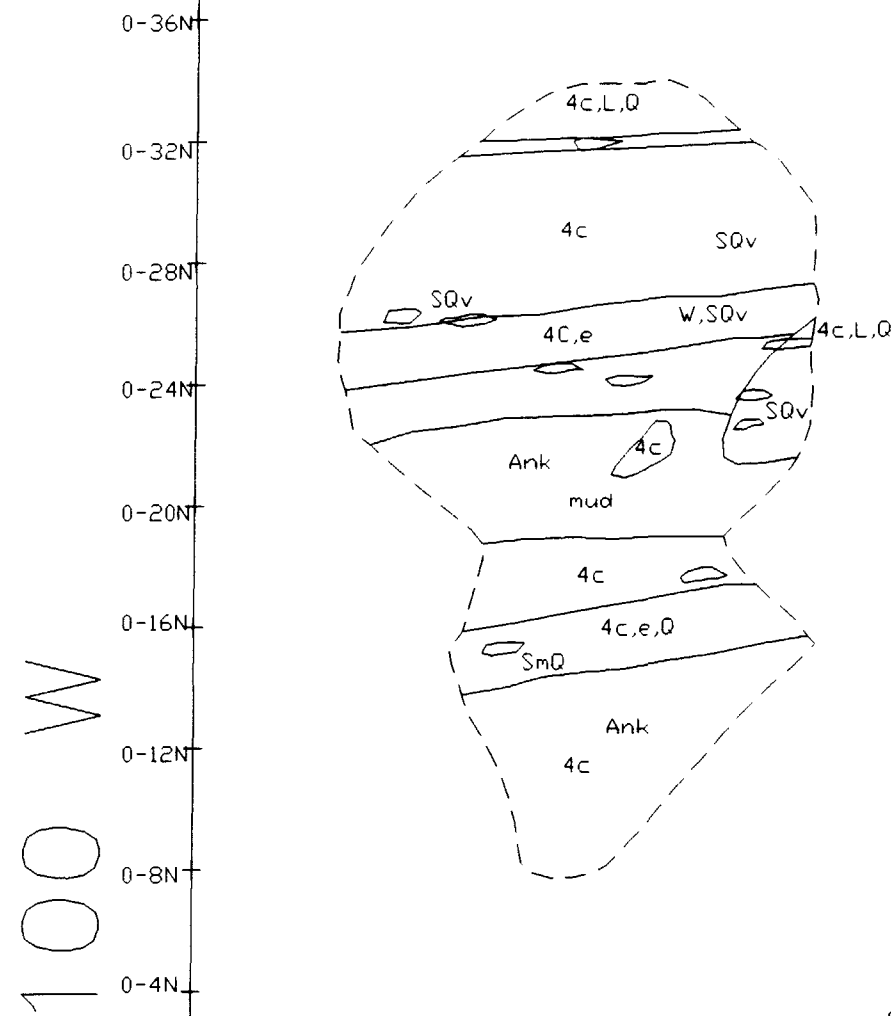 0-36N
4c,L,Q
0-32N
4c
SQv
0-28N
SQv
W,SQv
4C,e
4c,L,Q
0-24N
SQv
4c
Ank
mud
0-20N
4c
0-16N
4c,e,Q
SmQ
Ank
0-12N
4c
0-8N
0-4N
100 W